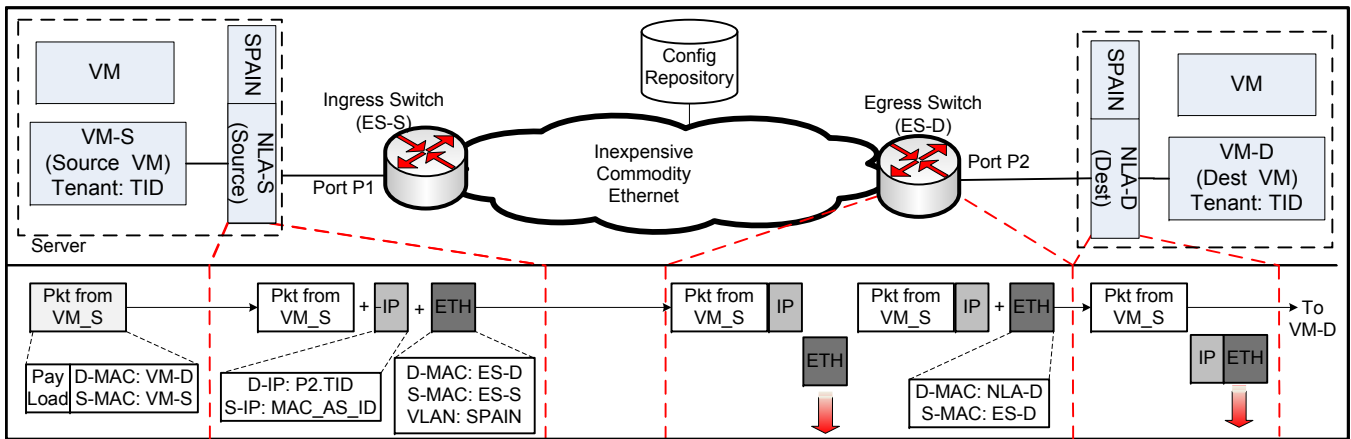 VM
SPAIN
VM-S
(Source VM)
Tenant: TID
NLA-S
(Source)
Server
Ingress Switch
(ES-S)
Port P1
Config
Repository
Inexpensive
Commodity
Ethernet
Egress Switch
(ES-D)
Port P2
SPAIN
NLA-D
(Dest)
VM
VM-D
(Dest VM)
Tenant: TID
Pkt from
VM_S
Pay
Load
D-MAC: VM-D
S-MAC: VM-S
Pkt from
VM_S
+
IP
+
ETH
D-IP: P2.TID
S-IP: MAC_AS_ID
D-MAC: ES-D
S-MAC: ES-S
VLAN: SPAIN
Pkt from
VM_S
IP
ETH
Pkt from
VM_S
IP
+
ETH
D-MAC: NLA-D
S-MAC: ES-D
Pkt from
VM_S
IP
ETH
To
VM-D